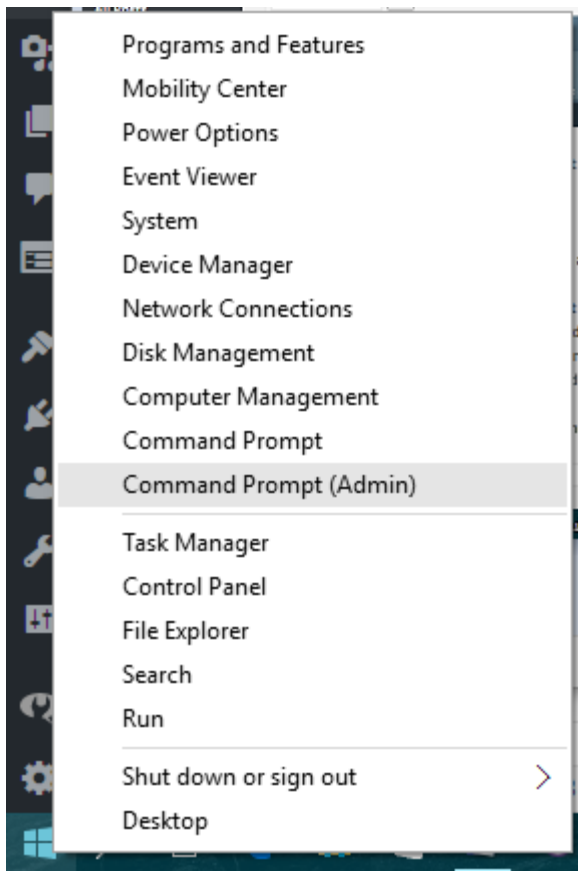 Programs and Features
Mobility Center
Power Options
Event Viewer
System
Device Manager
Network Connections
Disk Management
Computer Management
Command Prompt
Command Prompt (Admin)
Task Manager
Control Panel
File Explorer
Search
Run
Shut down or sign out
Desktop